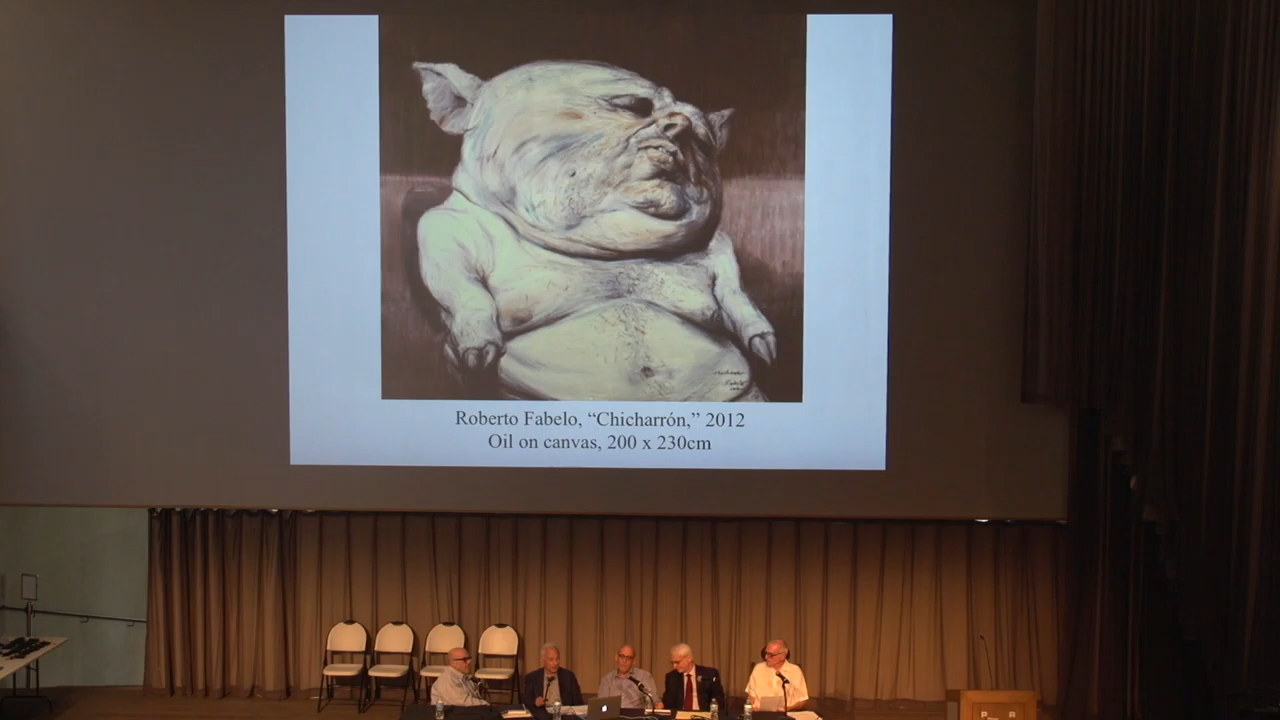 Roberto Fabelo, “Chicharrón,” 2012
Oil on canvas, 200 x 230cm